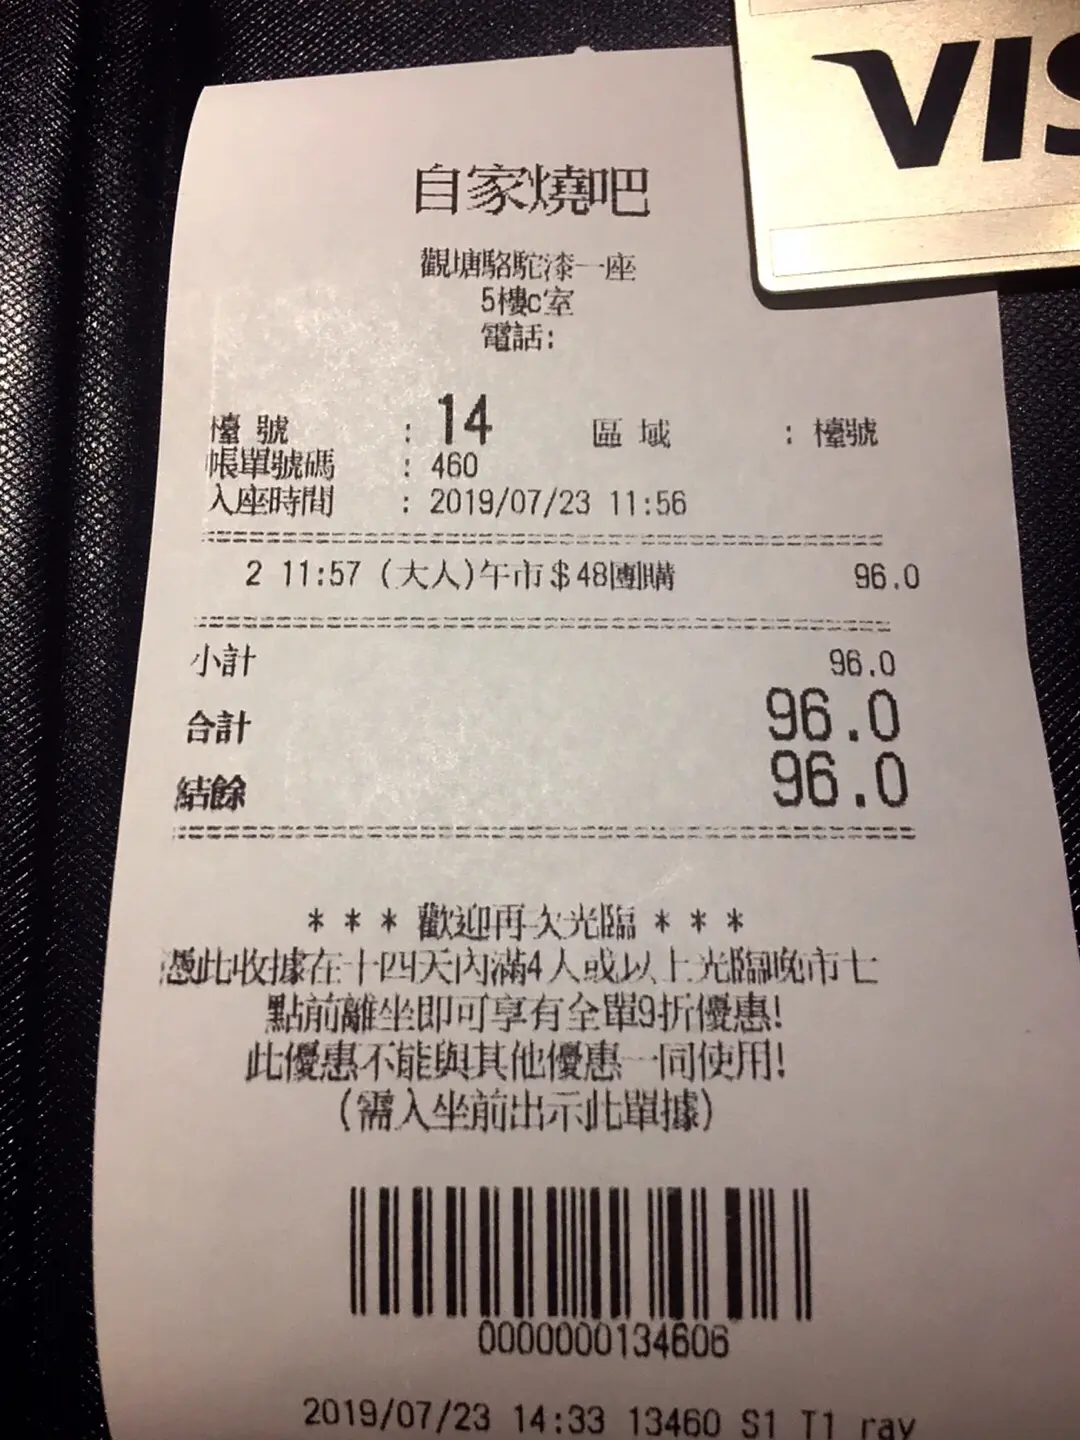 VIS
自家燒吧
觀塘駱駝漆一座
5樓c室
電話:
檯 號 : 14 區 域 : 檯號
帳單號碼 : 460
入座時間 : 2019/07/23 11:56
2 11:57 (大人)午市$48團購 96.0
小計 96.0
合計 96.0
結餘 96.0
* * * 歡迎再次光臨 * * *
憑此收據在十四天內滿4人或以上光臨晚市七
點前離坐即可享有全單9折優惠!
此優惠不能與其他優惠一同使用!
(需入坐前出示此單據)
0000000134606
2019/07/23 14:33 13460 S1 T1 ray